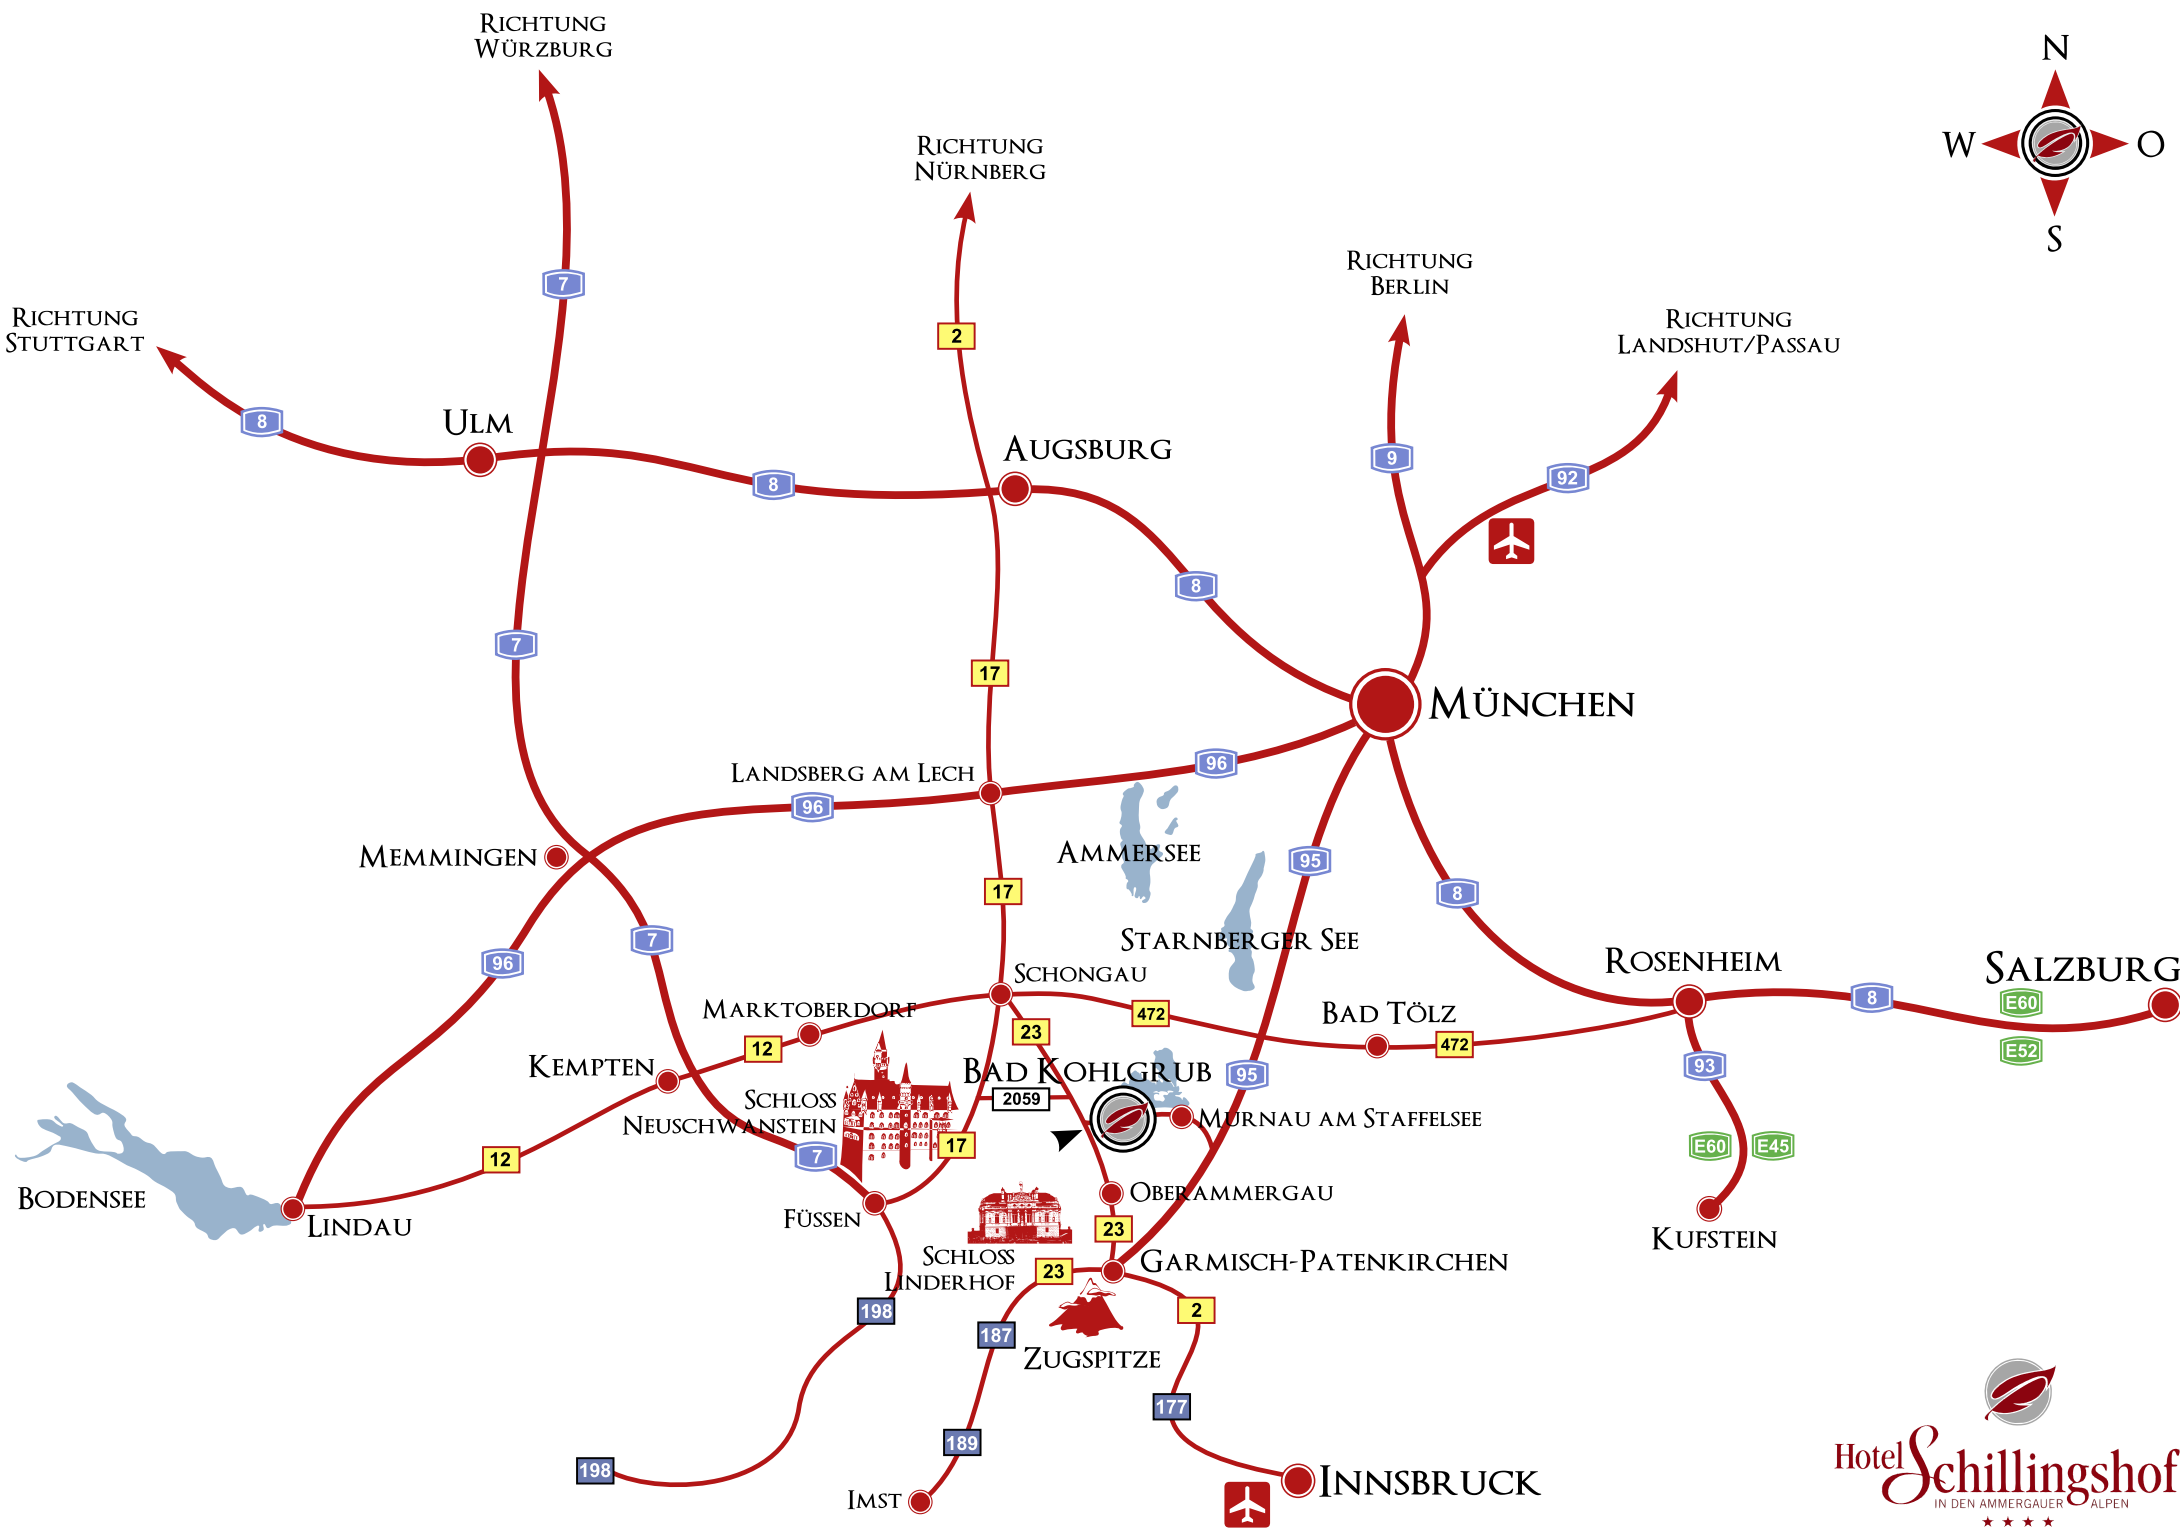 RICHTUNG
WÜRZBURG
N
RICHTUNG
NÜRNBERG
W
O
S
RICHTUNG
BERLIN
7
RICHTUNG
STUTTGART
RICHTUNG
LANDSHUT/PASSAU
2
8
ULM
AUGSBURG
9
92
8
8
7
17
MÜNCHEN
LANDSBERG AM LECH
96
96
MEMMINGEN
AMMERSEE
95
17
8
7
STARNBERGER SEE
96
ROSENHEIM
SALZBURG
SCHONGAU
8
E60
MARKTOBERDORF
472
BAD TÖLZ
23
12
472
E52
KEMPTEN
BAD KOHLGRUB
95
93
SCHLOSS
NEUSCHWANSTEIN
2059
MURNAU AM STAFFELSEE
17
E60
E45
12
7
BODENSEE
LINDAU
FÜSSEN
OBERAMMERGAU
23
KUFSTEIN
SCHLOSS
LINDERHOF
23
GARMISCH-PATENKIRCHEN
198
2
187
ZUGSPITZE
177
189
198
IMST
INNSBRUCK
Hotel Schillingshof
IN DEN AMMERGAUER ALPEN